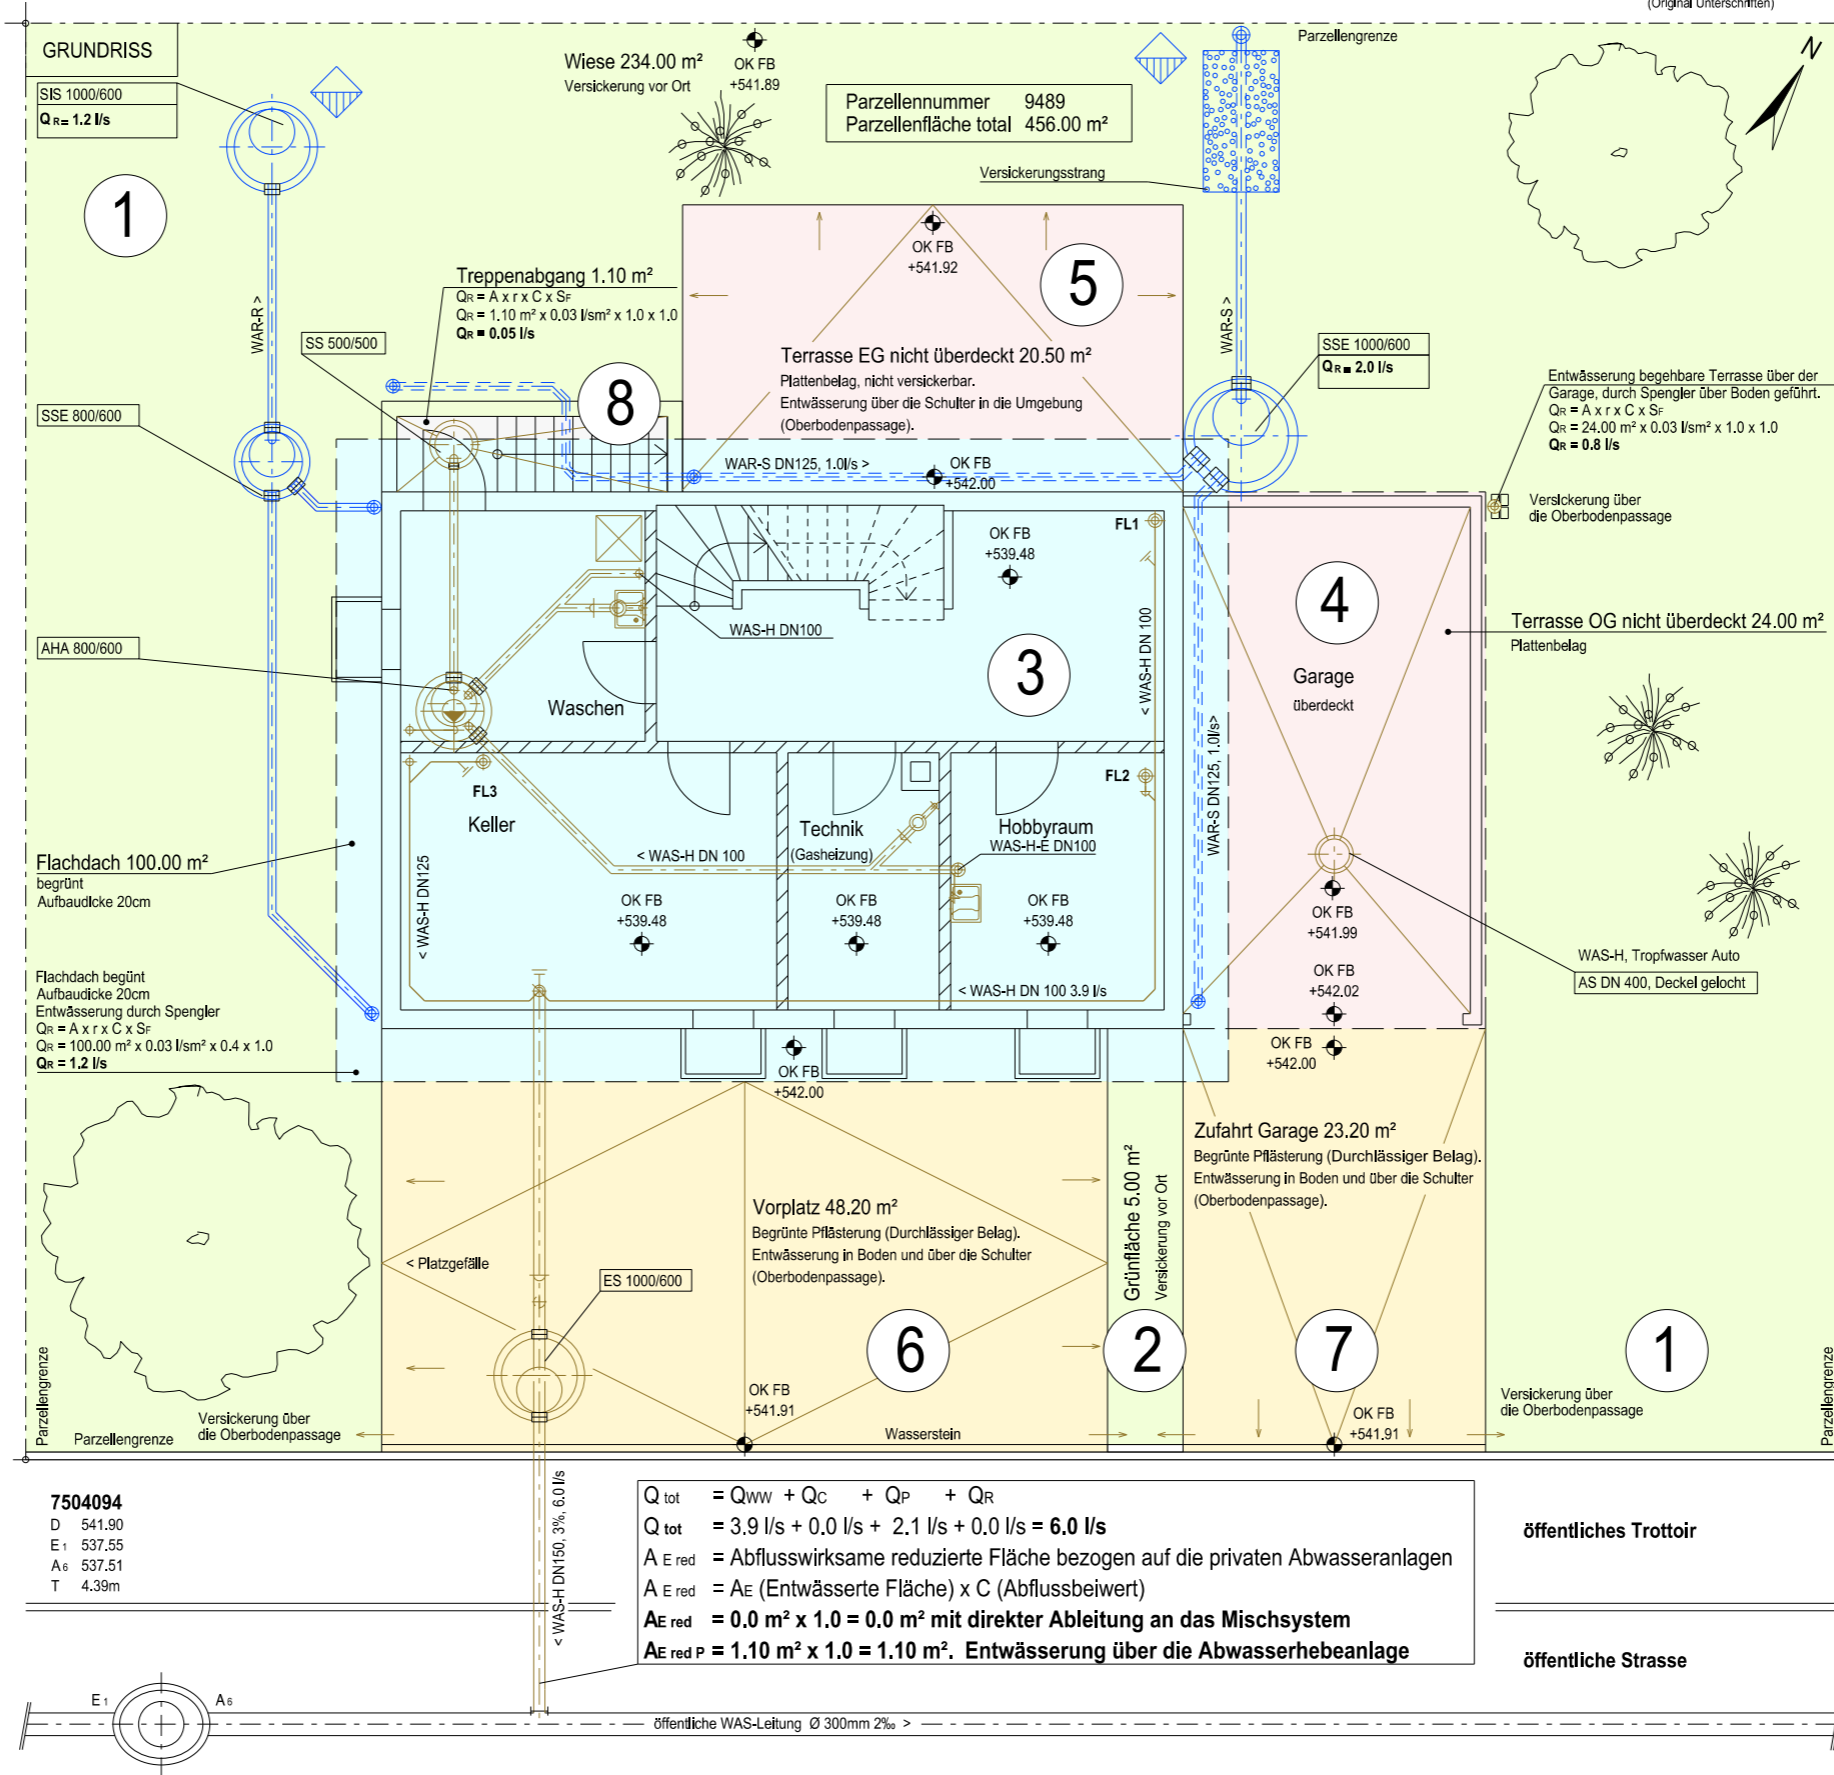 (Original Unterschriften)
GRUNDRISS
SIS 1000/600
QR = 1.2 l/s
1
Wiese 234.00 m²
Versickerung vor Ort
OK FB
+541.89
Parzellennummer 9489
Parzellenfläche total 456.00 m²
Parzellengrenze
N
Versickerungsstrang
Treppenabgang 1.10 m²
QR = A x r x C x SF
QR = 1.10 m² x 0.03 l/sm² x 1.0 x 1.0
QR = 0.05 l/s
OK FB
+541.92
5
WAR-R >
WAR-S >
SS 500/500
8
Terrasse EG nicht überdeckt 20.50 m²
Plattenbelag, nicht versickerbar.
Entwässerung über die Schulter in die Umgebung
(Oberbodenpassage).
SSE 1000/600
QR = 2.0 l/s
Entwässerung begehbare Terrasse über der
Garage, durch Spengler über Boden geführt.
QR = A x r x C x SF
QR = 24.00 m² x 0.03 l/sm² x 1.0 x 1.0
QR = 0.8 l/s
SSE 800/600
WAR-S DN125, 1.0l/s >
OK FB
+542.00
Versickerung über
die Oberbodenpassage
FL1
OK FB
+539.48
4
WAS-H DN100
< WAS-H DN 100
Terrasse OG nicht überdeckt 24.00 m²
Plattenbelag
AHA 800/600
3
Garage
überdeckt
Waschen
WAR-S DN125, 1.0l/s>
FL3
Keller
FL2
Technik
(Gasheizung)
Hobbyraum
WAS-H-E DN100
< WAS-H DN 100
< WAS-H DN125
Flachdach 100.00 m²
begrünt
Aufbaudicke 20cm
OK FB
+539.48
OK FB
+539.48
OK FB
+539.48
OK FB
+541.99
WAS-H, Tropfwasser Auto
AS DN 400, Deckel gelocht
Flachdach begünt
Aufbaudicke 20cm
Entwässerung durch Spengler
QR = A x r x C x SF
QR = 100.00 m² x 0.03 l/sm² x 0.4 x 1.0
QR = 1.2 l/s
< WAS-H DN 100 3.9 l/s
OK FB
+542.02
OK FB
+542.00
OK FB
+542.00
Zufahrt Garage 23.20 m²
Begrünte Pflästerung (Durchlässiger Belag).
Entwässerung in Boden und über die Schulter
(Oberbodenpassage).
Grünfläche 5.00 m²
Versickerung vor Ort
Vorplatz 48.20 m²
Begrünte Pflästerung (Durchlässiger Belag).
Entwässerung in Boden und über die Schulter
(Oberbodenpassage).
< Platzgefälle
ES 1000/600
6
2
7
1
OK FB
+541.91
OK FB
+541.91
Wasserstein
Versickerung über
die Oberbodenpassage
Versickerung über
die Oberbodenpassage
Parzellengrenze
Parzellengrenze
Parzellengrenze
7504094
D 541.90
E1 537.55
A6 537.51
T 4.39m
< WAS-H DN150, 3%, 6.0 l/s
Q tot = QWW + QC + QP + QR
Q tot = 3.9 l/s + 0.0 l/s + 2.1 l/s + 0.0 l/s = 6.0 l/s
A E red = Abflusswirksame reduzierte Fläche bezogen auf die privaten Abwasseranlagen
A E red = AE (Entwässerte Fläche) x C (Abflussbeiwert)
AE red = 0.0 m² x 1.0 = 0.0 m² mit direkter Ableitung an das Mischsystem
AE red P = 1.10 m² x 1.0 = 1.10 m². Entwässerung über die Abwasserhebeanlage
öffentliches Trottoir
öffentliche Strasse
E1
A6
öffentliche WAS-Leitung Ø 300mm 2‰ >